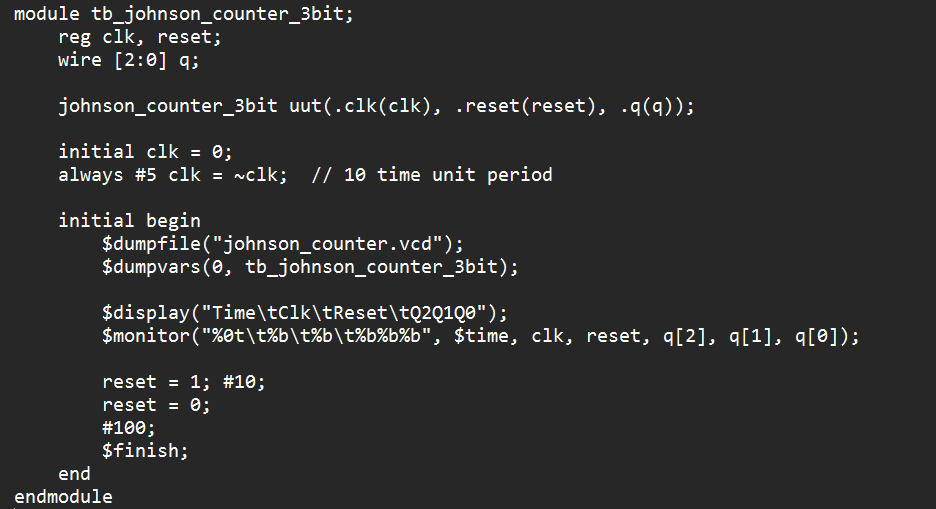 module tb_johnson_counter_3bit;
    reg clk, reset;
    wire [2:0] q;

    johnson_counter_3bit uut(.clk(clk), .reset(reset), .q(q));

    initial clk = 0;
    always #5 clk = ~clk;  // 10 time unit period

    initial begin
        $dumpfile("johnson_counter.vcd");
        $dumpvars(0, tb_johnson_counter_3bit);

        $display("Time\tClk\tReset\tQ2Q1Q0");
        $monitor("%0t\t%b\t%b\t%b%b%b", $time, clk, reset, q[2], q[1], q[0]);

        reset = 1; #10;
        reset = 0;
        #100;
        $finish;
    end
endmodule